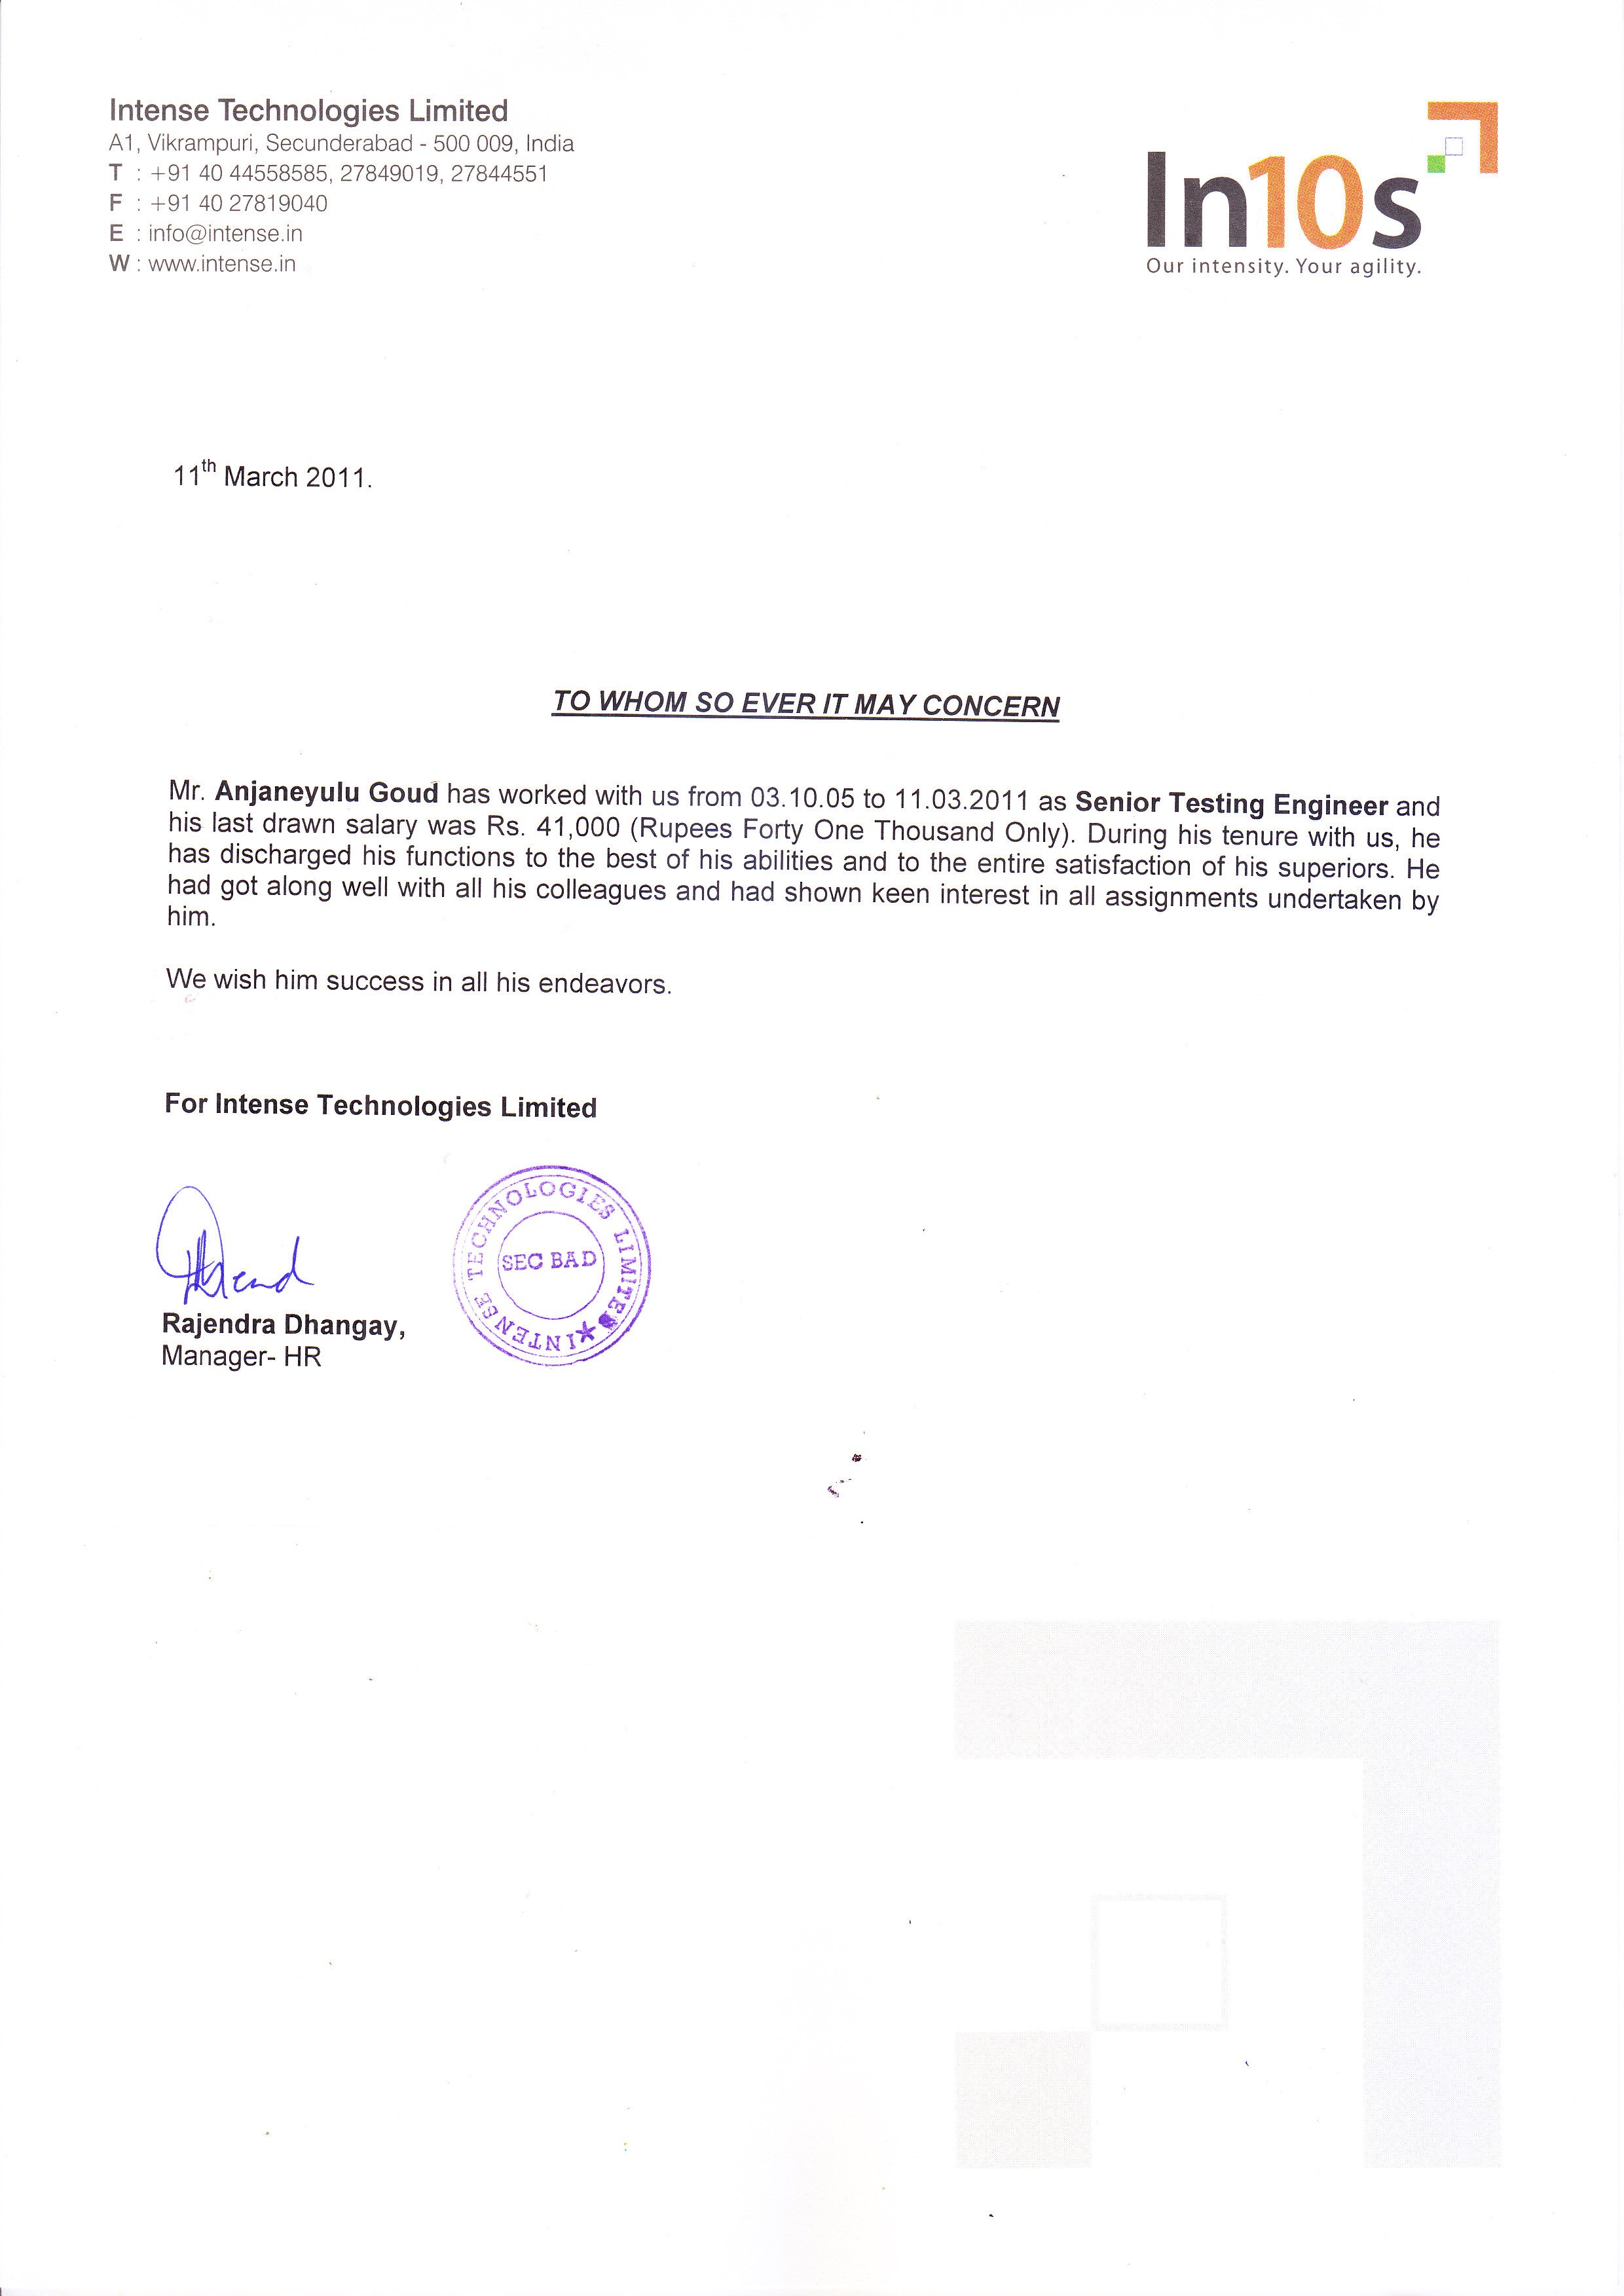 Intense Technologies Limited
A1, Vikrampuri, Secunderabad - 500 009, India
T : +91 40 44558585, 27849019, 27844551
F : +91 40 27819040
E : info@intense.in
W : www.intense.in
In10s
Our intensity. Your agility.
11th March 2011.
TO WHOM SO EVER IT MAY CONCERN
Mr. Anjaneyulu Goud has worked with us from 03.10.05 to 11.03.2011 as Senior Testing Engineer and
his last drawn salary was Rs. 41,000 (Rupees Forty One Thousand Only). During his tenure with us, he
has discharged his functions to the best of his abilities and to the entire satisfaction of his superiors. He
had got along well with all his colleagues and had shown keen interest in all assignments undertaken by
him.
We wish him success in all his endeavors.
For Intense Technologies Limited
INTENSE TECHNOLOGIES LIMITED
SEC BAD
Rajendra Dhangay,
Manager- HR